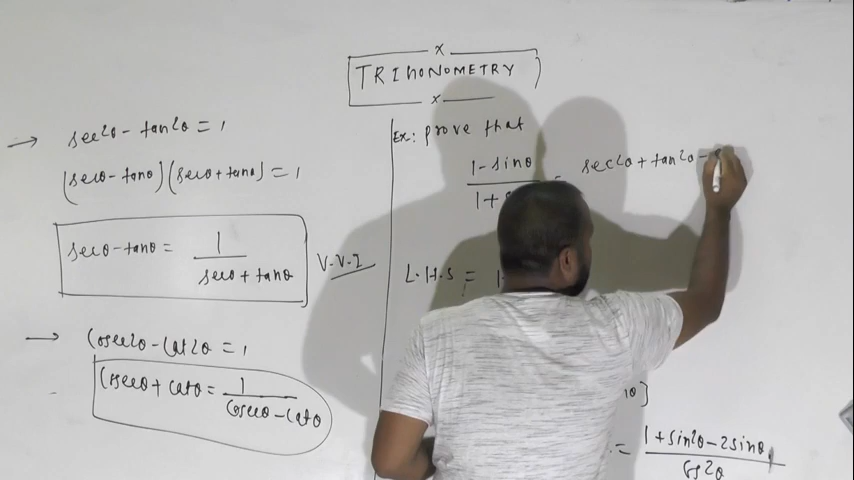 x
TRIGONOMETRY
x
→ sec²θ - tan²θ = 1
(secθ - tanθ)(secθ + tanθ) = 1
secθ - tanθ = 1 / secθ + tanθ
V.V.I
→ Cosec²θ - Cot²θ = 1
Cosecθ + Cotθ = 1 / Cosecθ - Cotθ
Ex: prove that
1 - sinθ / 1 + = sec²θ + tan²θ -
L.H.S =
= 1 + sin²θ - 2sinθ / Cos²θ